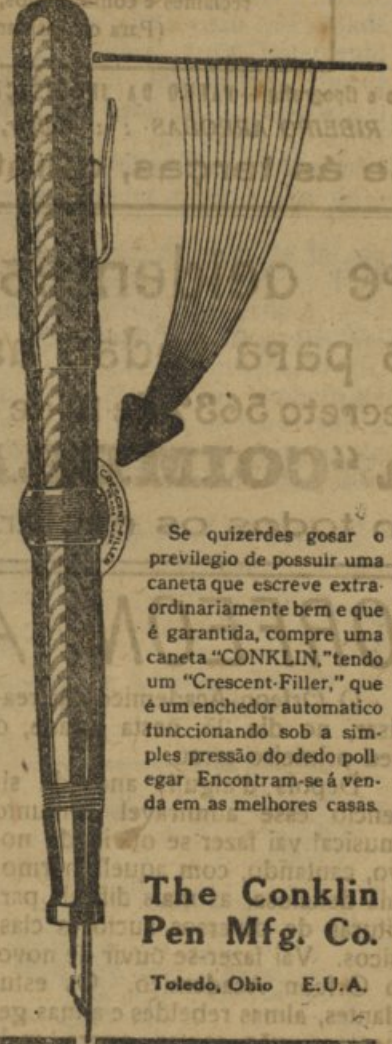 CRESCENT-FILLER
Se quizerdes gosar o
previlegio de possuir uma
caneta que escreve extra-
ordinariamente bem e que
é garantida, compre uma
caneta "CONKLIN," tendo
um "Crescent-Filler," que
é um enchedor automatico
funccionando sob a sim-
ples pressão do dedo poll
egar Encontram-se á ven-
da em as melhores casas.
The Conklin
Pen Mfg. Co.
Toledo, Ohio E.U.A.